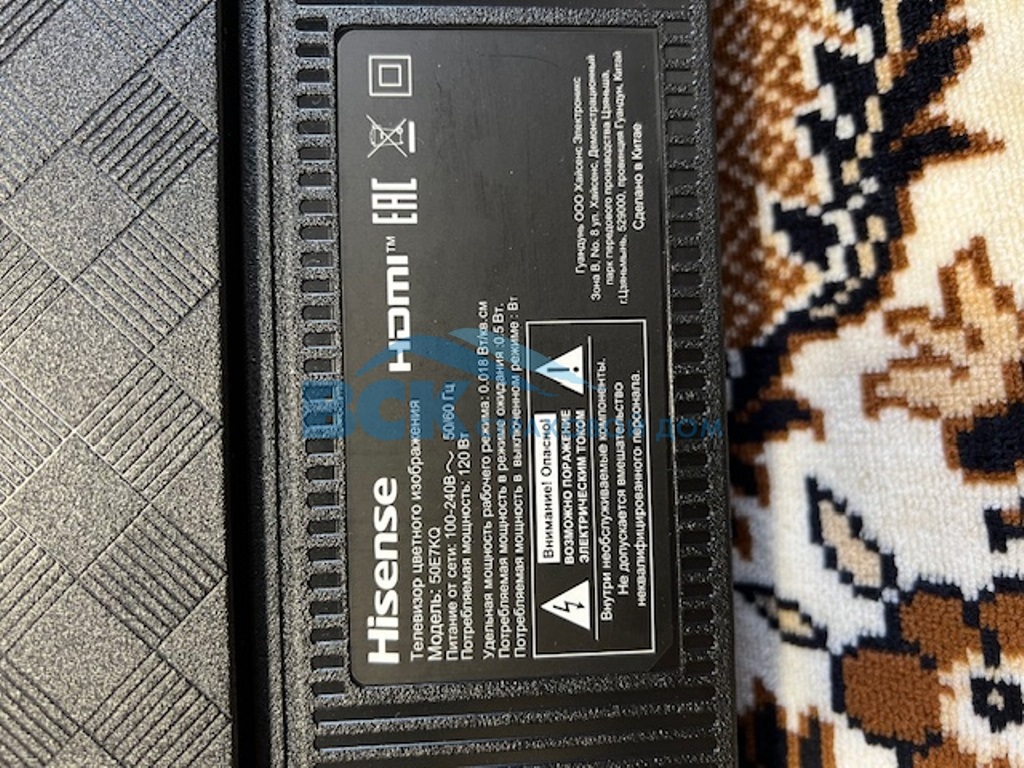 Hisense HDMI™ EAC
Телевизор цветного изображения
Модель: 50E7KQ
Питание от сети: 100-240В～ 50/60 Гц
Потребляемая мощность: 120 Вт
Удельная мощность рабочего режима: 0.018 Вт/кв.см
Потребляемая мощность в режиме ожидания :0.5 Вт.
Потребляемая мощность в выключенном режиме : Вт
Внимание! Опасно!
ВОЗМОЖНО ПОРАЖЕНИЕ
ЭЛЕКТРИЧЕСКИМ ТОКОМ
Внутри необслуживаемые компоненты.
Не допускается вмешательство
неквалифицированного персонала.
Гуандунь ООО Хайсенс Электроникс
Зона В, No. 8 ул. Хайсенс, Демонстрационный
парк передового производства Цзяньша,
г.Цзяньмынь, 529000, провинция Гуандун, Китай
Сделано в Китае
ВСК
СТРАХОВОЙ ДОМ